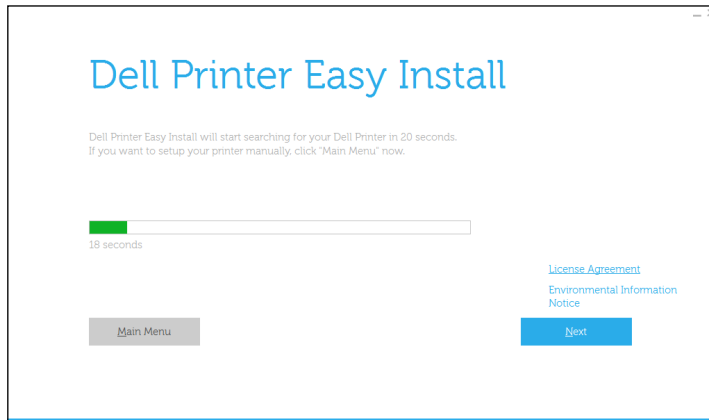 Dell Printer Easy Install
Dell Printer Easy Install will start searching for your Dell Printer in 20 seconds.
If you want to setup your printer manually, click "Main Menu" now.
18 seconds
License Agreement
Environmental Information
Notice
Main Menu
Next